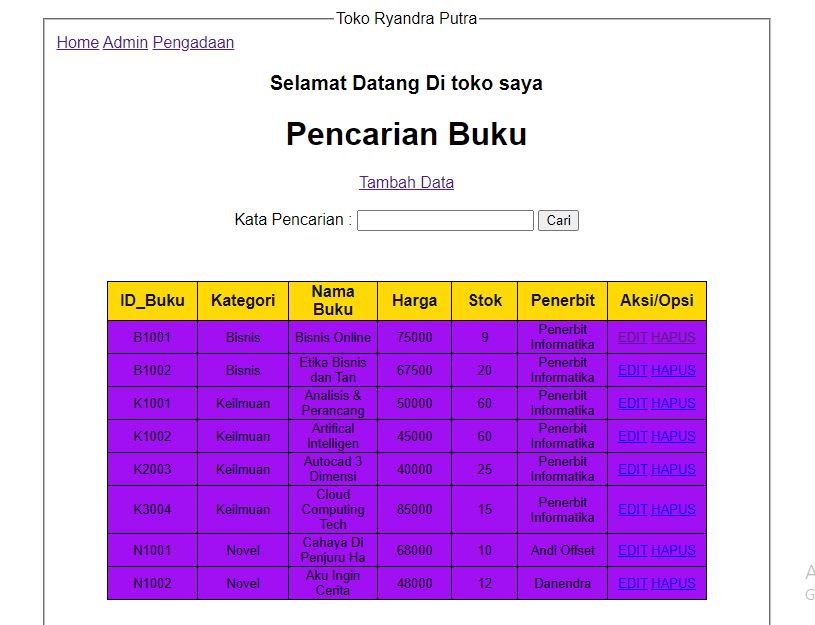 Toko Ryandra Putra
Home Admin Pengadaan
Selamat Datang Di toko saya
Pencarian Buku
Tambah Data
Kata Pencarian : Cari
ID_Buku Kategori Nama Buku Harga Stok Penerbit Aksi/Opsi
B1001 Bisnis Bisnis Online 75000 9 Penerbit Informatika EDIT HAPUS
B1002 Bisnis Etika Bisnis dan Tan 67500 20 Penerbit Informatika EDIT HAPUS
K1001 Keilmuan Analisis & Perancang 50000 60 Penerbit Informatika EDIT HAPUS
K1002 Keilmuan Artifical Intelligen 45000 60 Penerbit Informatika EDIT HAPUS
K2003 Keilmuan Autocad 3 Dimensi 40000 25 Penerbit Informatika EDIT HAPUS
K3004 Keilmuan Cloud Computing Tech 85000 15 Penerbit Informatika EDIT HAPUS
N1001 Novel Cahaya Di Penjuru Ha 68000 10 Andi Offset EDIT HAPUS
N1002 Novel Aku Ingin Cerita 48000 12 Danendra EDIT HAPUS